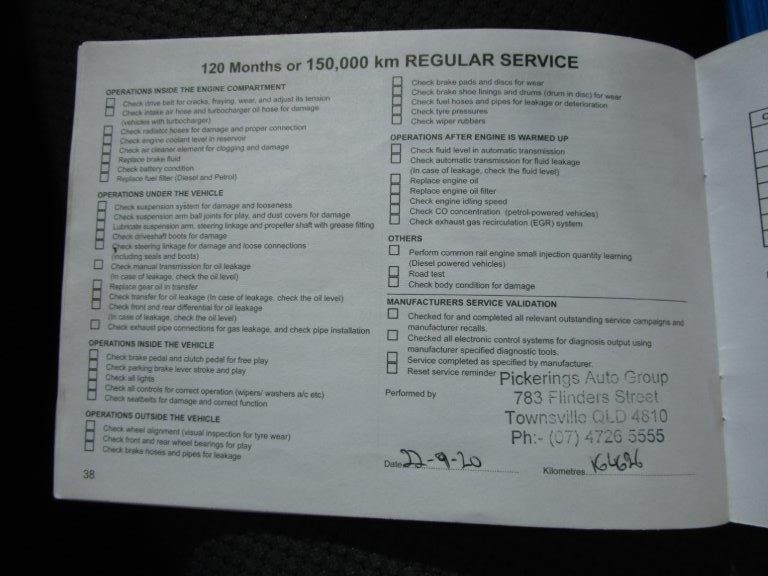 120 Months or 150,000 km REGULAR SERVICE
OPERATIONS INSIDE THE ENGINE COMPARTMENT
Check drive belt for cracks, fraying, wear, and adjust its tension
Check intake air hose and turbocharger oil hose for damage
(vehicles with turbocharger)
Check radiator hoses for damage and proper connection
Check engine coolant level in reservoir
Check air cleaner element for clogging and damage
Replace brake fluid
Check battery condition
Replace fuel filter (Diesel and Petrol)
OPERATIONS UNDER THE VEHICLE
Check suspension system for damage and looseness
Check suspension arm ball joints for play, and dust covers for damage
Lubricate suspension arm, steering linkage and propeller shaft with grease fitting
Check driveshaft boots for damage
Check steering linkage for damage and loose connections
(including seals and boots)
Check manual transmission for oil leakage
(In case of leakage, check the oil level)
Replace gear oil in transfer
Check transfer for oil leakage (In case of leakage, check the oil level)
Check front and rear differential for oil leakage
(In case of leakage, check the oil level)
Check exhaust pipe connections for gas leakage, and check pipe installation
OPERATIONS INSIDE THE VEHICLE
Check brake pedal and clutch pedal for free play
Check parking brake lever stroke and play
Check all lights
Check all controls for correct operation (wipers/ washers a/c etc)
Check seatbelts for damage and correct function
OPERATIONS OUTSIDE THE VEHICLE
Check wheel alignment (visual inspection for tyre wear)
Check front and rear wheel bearings for play
Check brake hoses and pipes for leakage
38
Check brake pads and discs for wear
Check brake shoe linings and drums (drum in disc) for wear
Check fuel hoses and pipes for leakage or deterioration
Check tyre pressures
Check wiper rubbers
OPERATIONS AFTER ENGINE IS WARMED UP
Check fluid level in automatic transmission
Check automatic transmission for fluid leakage
(In case of leakage, check the fluid level)
Replace engine oil
Replace engine oil filter
Check engine idling speed
Check CO concentration (petrol-powered vehicles)
Check exhaust gas recirculation (EGR) system
OTHERS
Perform common rail engine small injection quantity learning
(Diesel powered vehicles)
Road test
Check body condition for damage
MANUFACTURERS SERVICE VALIDATION
Checked for and completed all relevant outstanding service campaigns and
manufacturer recalls.
Checked all electronic control systems for diagnosis output using
manufacturer specified diagnostic tools.
Service completed as specified by manufacturer.
Reset service reminder
Performed by
Pickerings Auto Group
783 Flinders Street
Townsville QLD 4810
Ph:- (07) 4726 5555
Date 22-9-20
Kilometres 164626